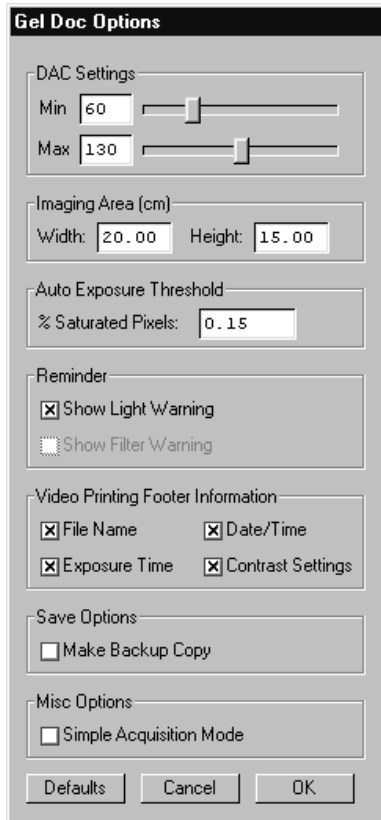 Gel Doc Options
DAC Settings
Min 60
Max 130
Imaging Area (cm)
Width: 20.00 Height: 15.00
Auto Exposure Threshold
% Saturated Pixels: 0.15
Reminder
Show Light Warning
Show Filter Warning
Video Printing Footer Information
File Name Date/Time
Exposure Time Contrast Settings
Save Options
Make Backup Copy
Misc Options
Simple Acquisition Mode
Defaults Cancel OK